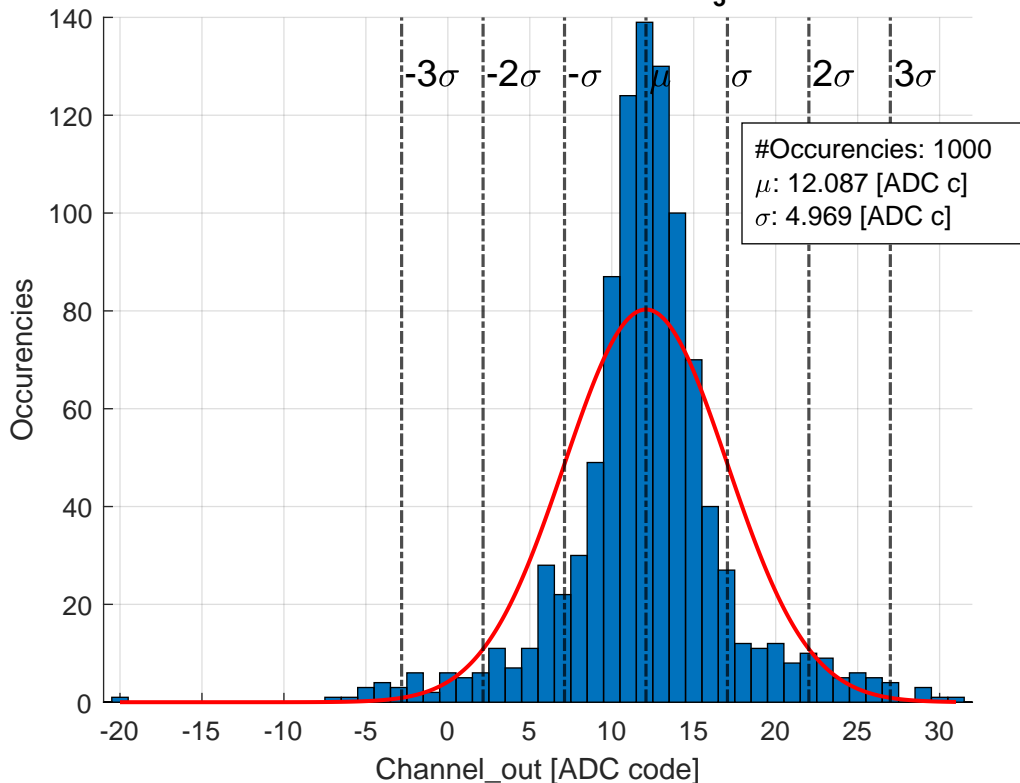 140
120
100
80
60
40
20
0
Occurencies
-3σ -2σ -σ μ σ 2σ 3σ
#Occurencies: 1000
μ: 12.087 [ADC c]
σ: 4.969 [ADC c]
-20 -15 -10 -5 0 5 10 15 20 25 30
Channel_out [ADC code]